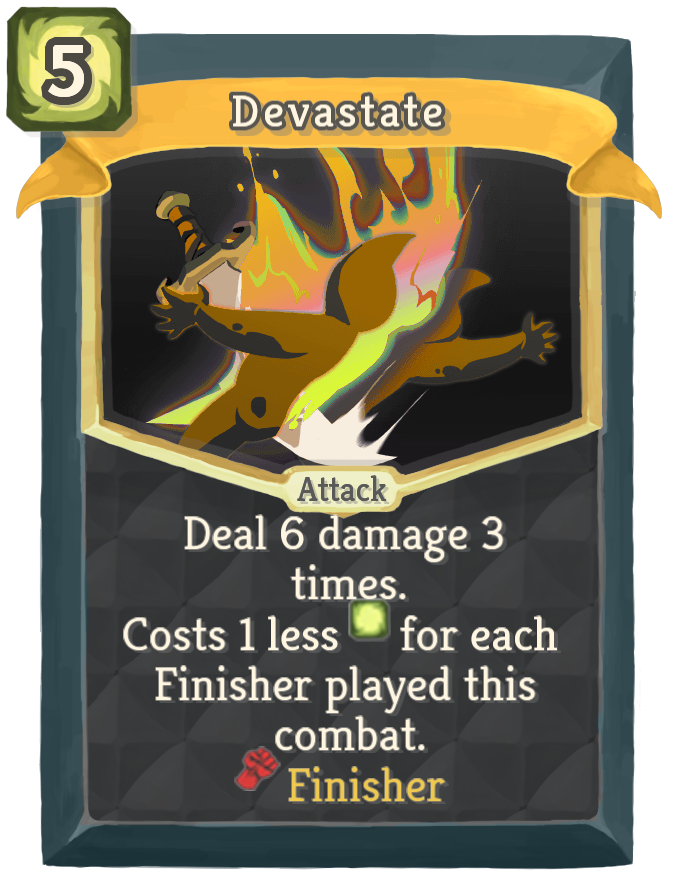 5
Devastate
Attack
Deal 6 damage 3
times.
Costs 1 less for each
Finisher played this
combat.
Finisher